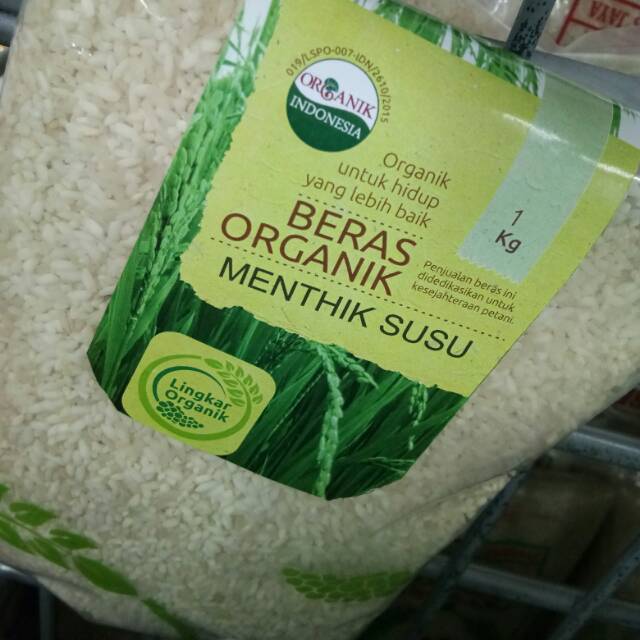 019/LSPO-007-IDN/2610/2015
ORGANIK
INDONESIA
Organik
untuk hidup
yang lebih baik
1
Kg
BERAS
ORGANIK
Penjualan beras ini
didedikasikan untuk
kesejahteraan petani.
MENTHIK SUSU
Lingkar
Organik
JAYA